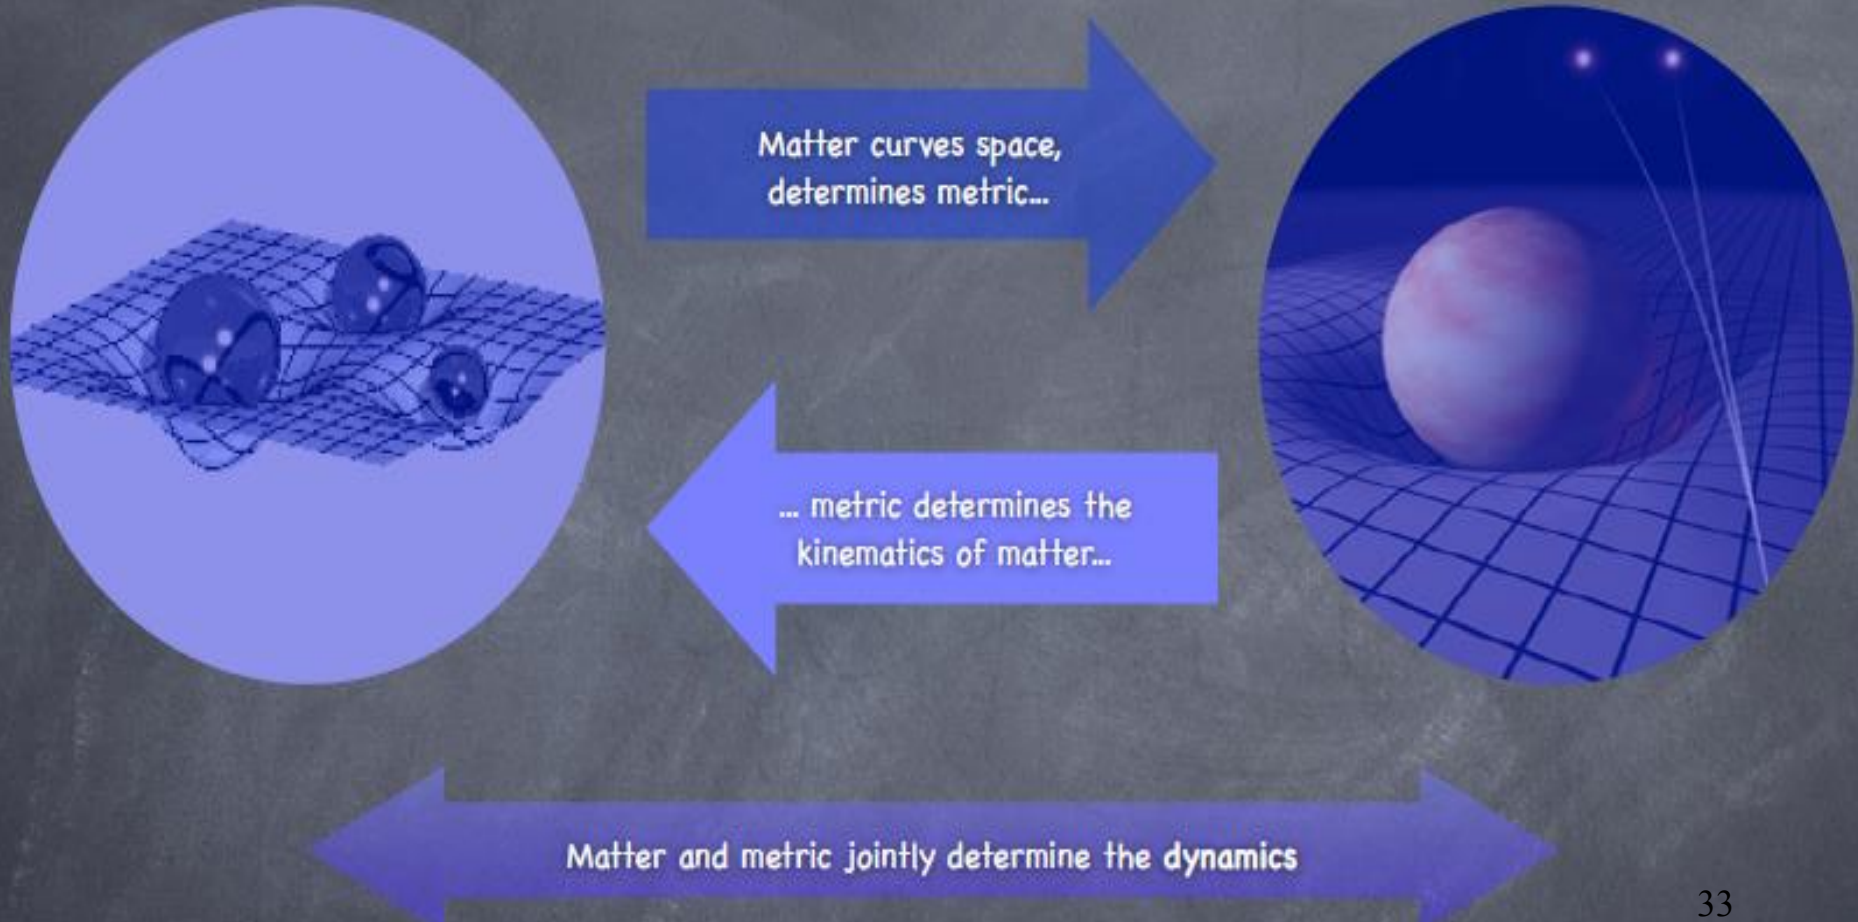 Matter curves space,
determines metric...
... metric determines the
kinematics of matter...
Matter and metric jointly determine the dynamics
33